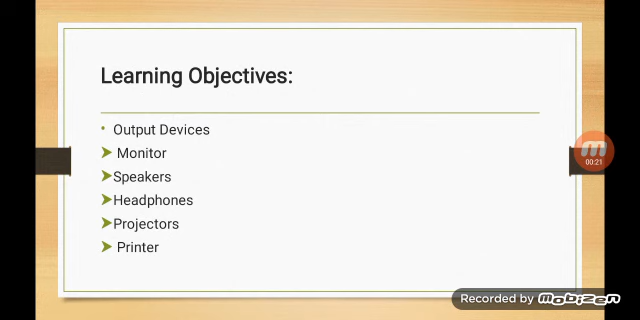 Learning Objectives:
• Output Devices
➤ Monitor
➤Speakers
➤Headphones
➤Projectors
➤ Printer
00:21
Recorded by MOBIZEN